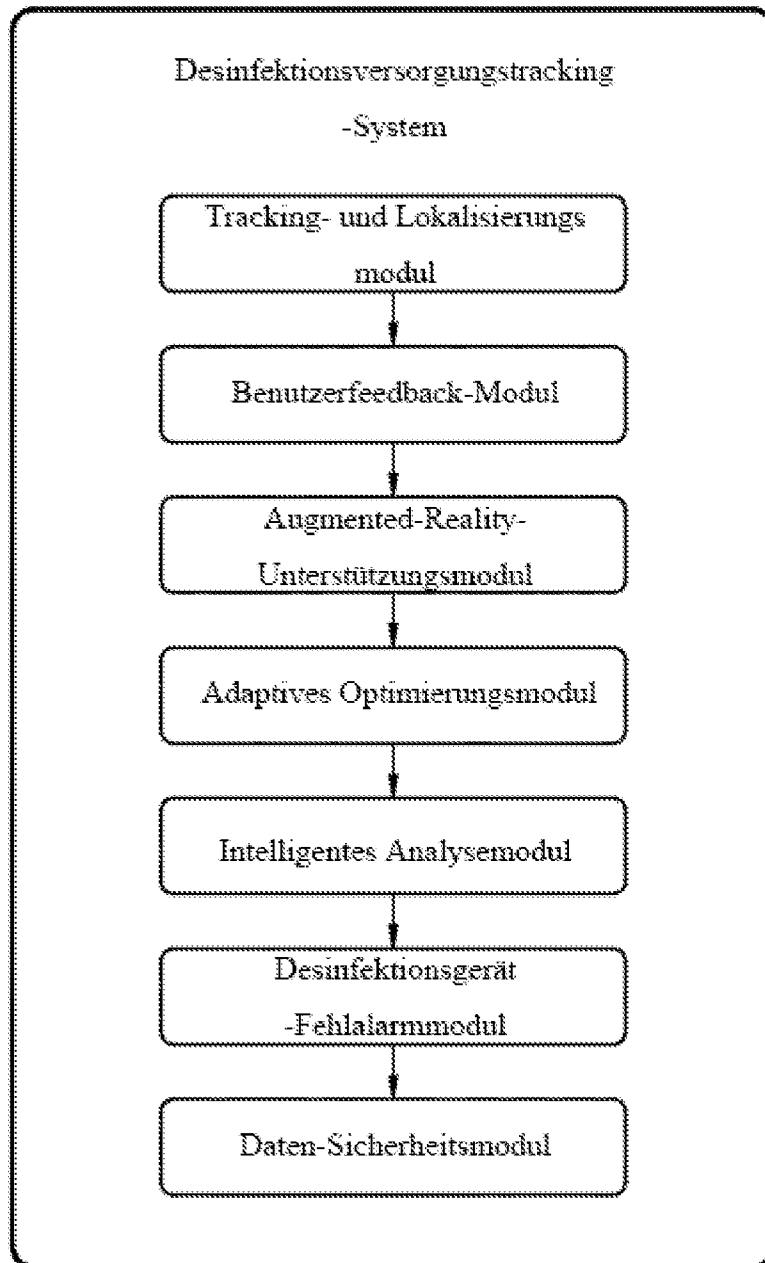 Desinfektionsversorgungstracking
-System
Tracking- und Lokalisierungs
modul
Benutzerfeedback-Modul
Augmented-Reality-
Unterstützungsmodul
Adaptives Optimierungsmodul
Intelligentes Analysemodul
Desinfektionsgerät
-Fehlalarmmodul
Daten-Sicherheitsmodul